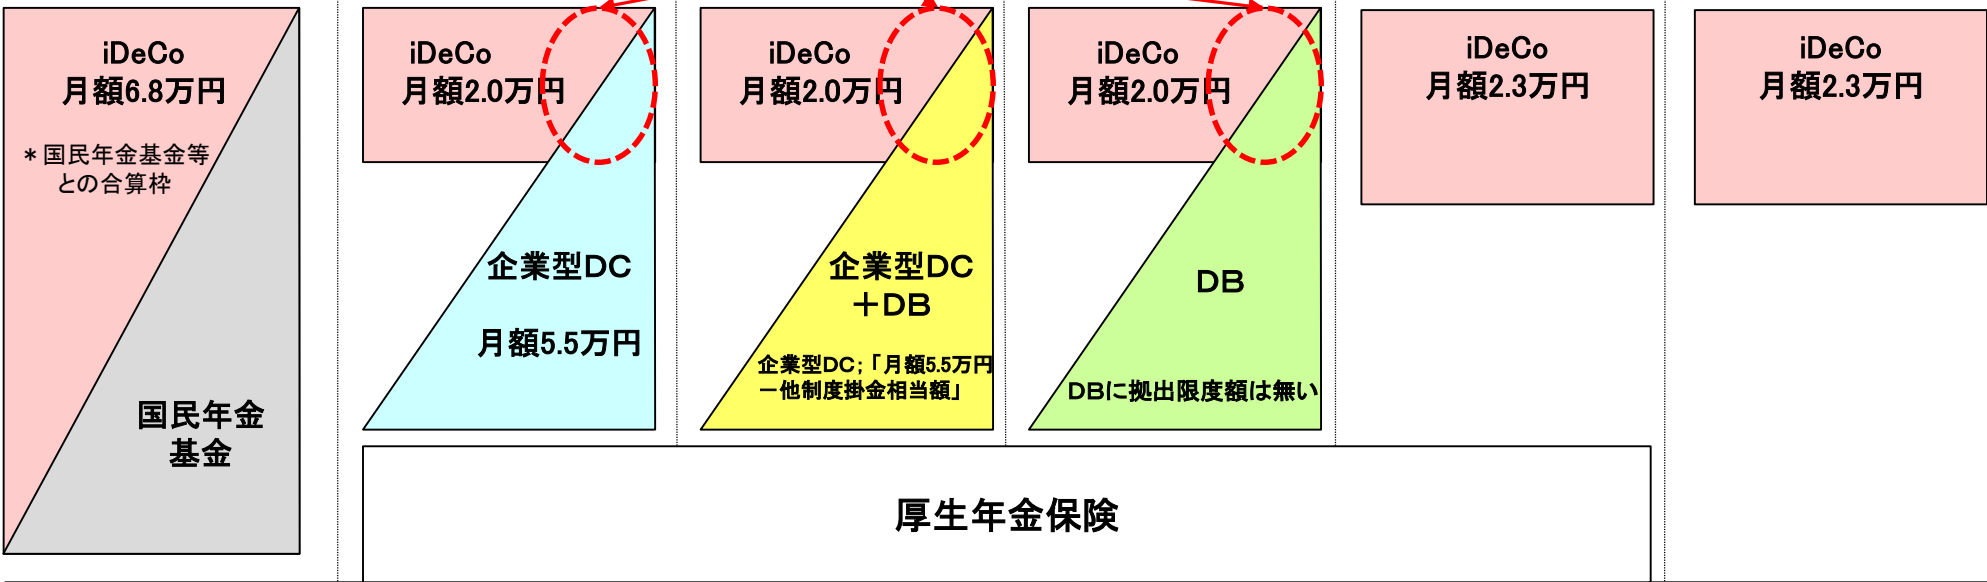 iDeCo
月額6.8万円
＊国民年金基金等
との合算枠
国民年金
基金
iDeCo
月額2.0万円
企業型DC
月額5.5万円
iDeCo
月額2.0万円
企業型DC
＋DB
企業型DC；「月額5.5万円
－他制度掛金相当額」
iDeCo
月額2.0万円
DB
DBに拠出限度額は無い
iDeCo
月額2.3万円
iDeCo
月額2.3万円
厚生年金保険